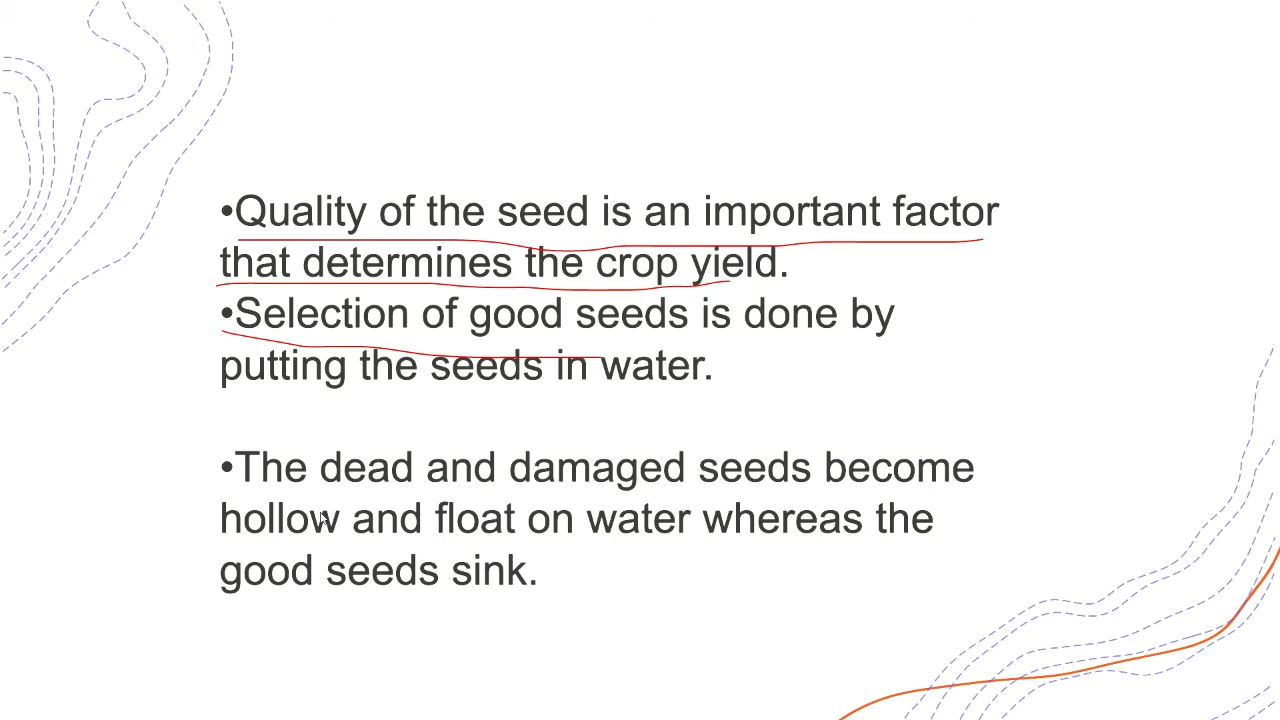 •Quality of the seed is an important factor
that determines the crop yield.
•Selection of good seeds is done by
putting the seeds in water.
•The dead and damaged seeds become
hollow and float on water whereas the
good seeds sink.